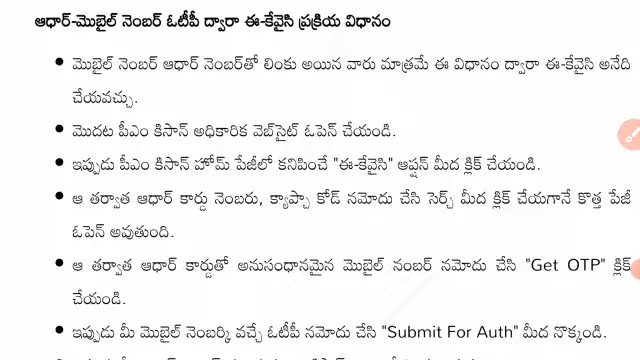 ఆధార్-మొబైల్ నెంబర్ ఓటీపీ ద్వారా ఈ-కేవైసి ప్రక్రియ విధానం
• మొబైల్ నెంబర్ ఆధార్ నెంబర్‌తో లింకు అయిన వారు మాత్రమే ఈ విధానం ద్వారా ఈ-కేవైసి అనేది
చేయవచ్చు.
• మొదట పీఎం కిసాన్ అధికారిక వెబ్‌సైట్ ఓపెన్ చేయండి.
• ఇప్పుడు పీఎం కిసాన్ హోమ్ పేజీలో కనిపించే "ఈ-కేవైసి" ఆప్షన్ మీద క్లిక్ చేయండి.
• ఆ తర్వాత ఆధార్ కార్డు నెంబరు, క్యాప్చా కోడ్ నమోదు చేసి సెర్చ్ మీద క్లిక్ చేయగానే కొత్త పేజీ
ఓపెన్ అవుతుంది.
• ఆ తర్వాత ఆధార్ కార్డుతో అనుసంధానమైన మొబైల్ నంబర్ నమోదు చేసి "Get OTP" క్లిక్
చేయండి.
• ఇప్పుడు మీ మొబైల్ నెంబర్కి వచ్చే ఓటీపీ నమోదు చేసి "Submit For Auth" మీద నొక్కండి.